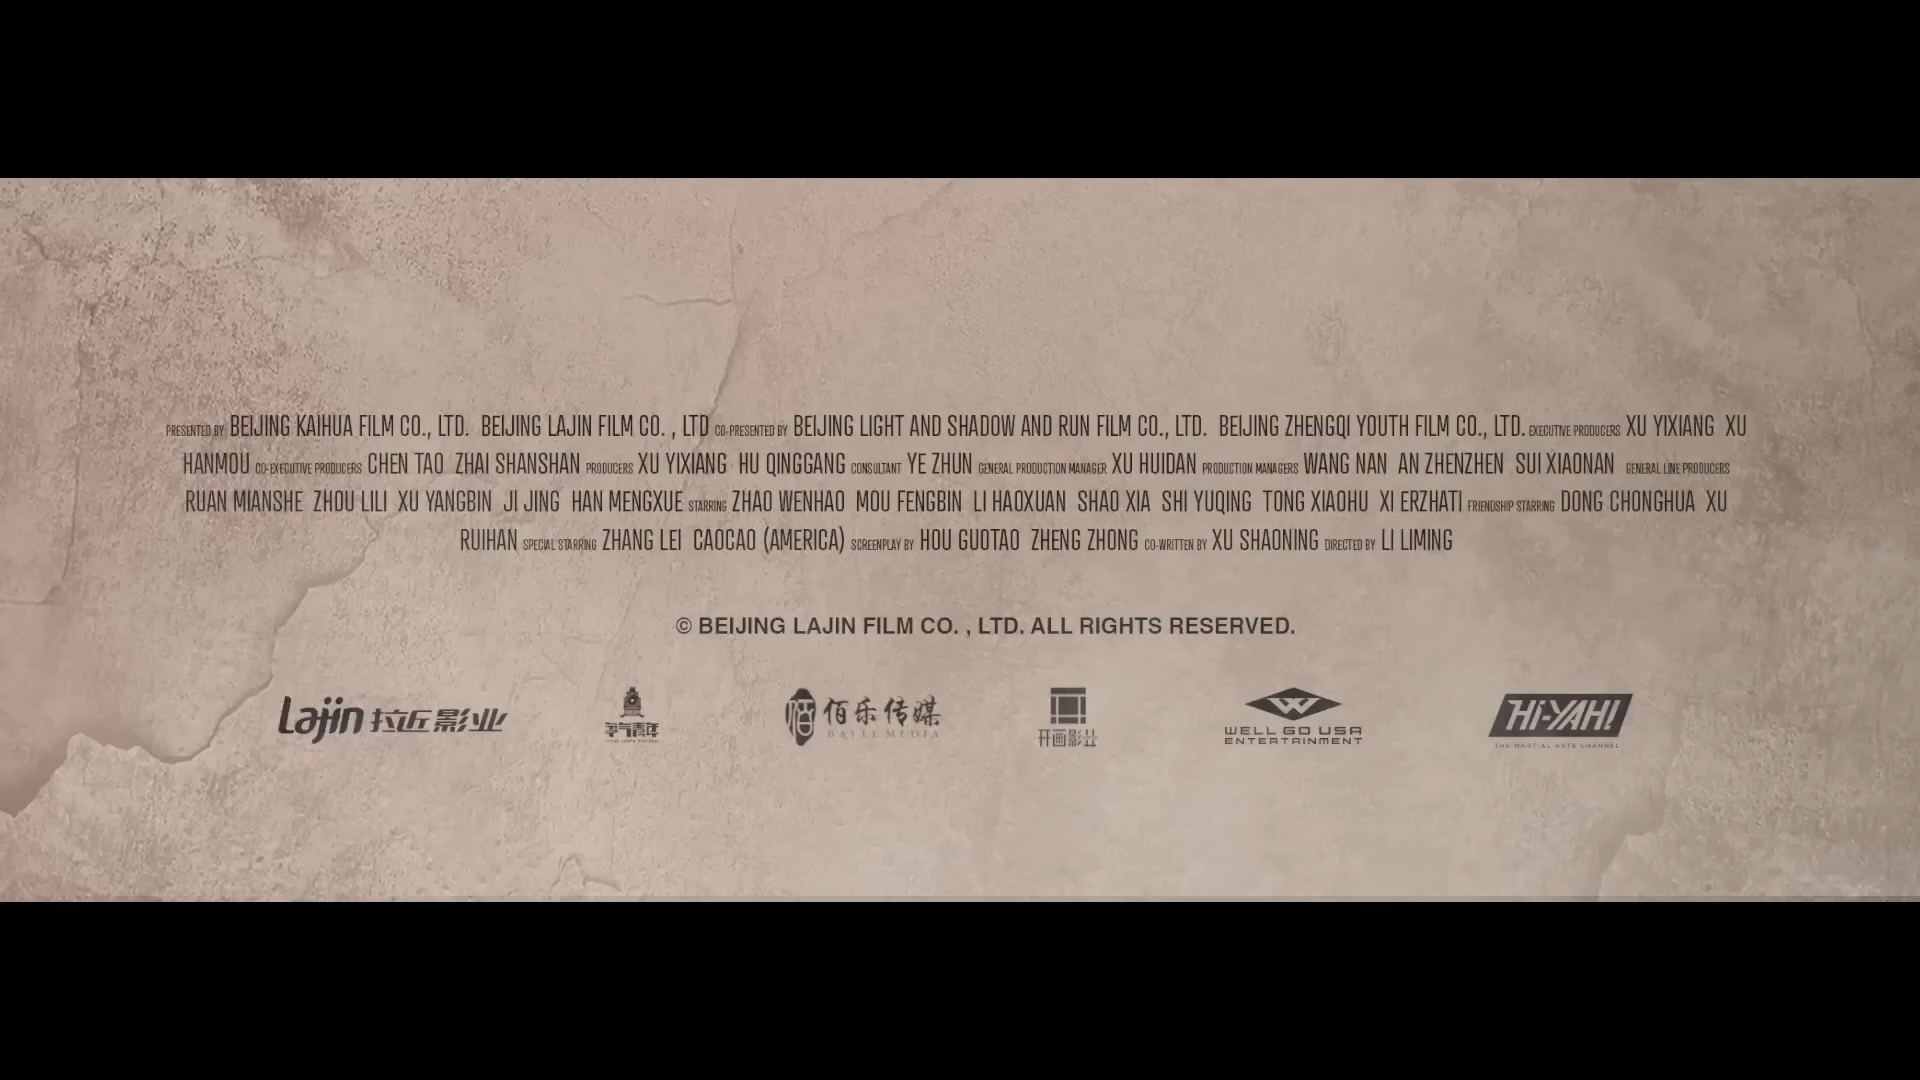 PRESENTED BY BEIJING KAIHUA FILM CO., LTD. BEIJING LAJIN FILM CO. , LTD CO-PRESENTED BY BEIJING LIGHT AND SHADOW AND RUN FILM CO., LTD. BEIJING ZHENGQI YOUTH FILM CO., LTD. EXECUTIVE PRODUCERS XU YIXIANG XU
HANMOU CO-EXECUTIVE PRODUCERS CHEN TAO ZHAI SHANSHAN PRODUCERS XU YIXIANG HU QINGGANG CONSULTANT YE ZHUN GENERAL PRODUCTION MANAGER XU HUIDAN PRODUCTION MANAGERS WANG NAN AN ZHENZHEN SUI XIAONAN GENERAL LINE PRODUCERS
RUAN MIANSHE ZHOU LILI XU YANGBIN JI JING HAN MENGXUE STARRING ZHAO WENHAO MOU FENGBIN LI HAOXUAN SHAO XIA SHI YUQING TONG XIAOHU XI ERZHATI FRIENDSHIP STARRING DONG CHONGHUA XU
RUIHAN SPECIAL STARRING ZHANG LEI CAOCAO (AMERICA) SCREENPLAY BY HOU GUOTAO ZHENG ZHONG CO-WRITTEN BY XU SHAONING DIRECTED BY LI LIMING
© BEIJING LAJIN FILM CO. , LTD. ALL RIGHTS RESERVED.
Lajin 拉近影业
争气青年
佰 佰乐传媒
BAILE MEDIA
开画影业
WELL GO USA
ENTERTAINMENT
HI-YAH!
THE MARTIAL ARTS CHANNEL